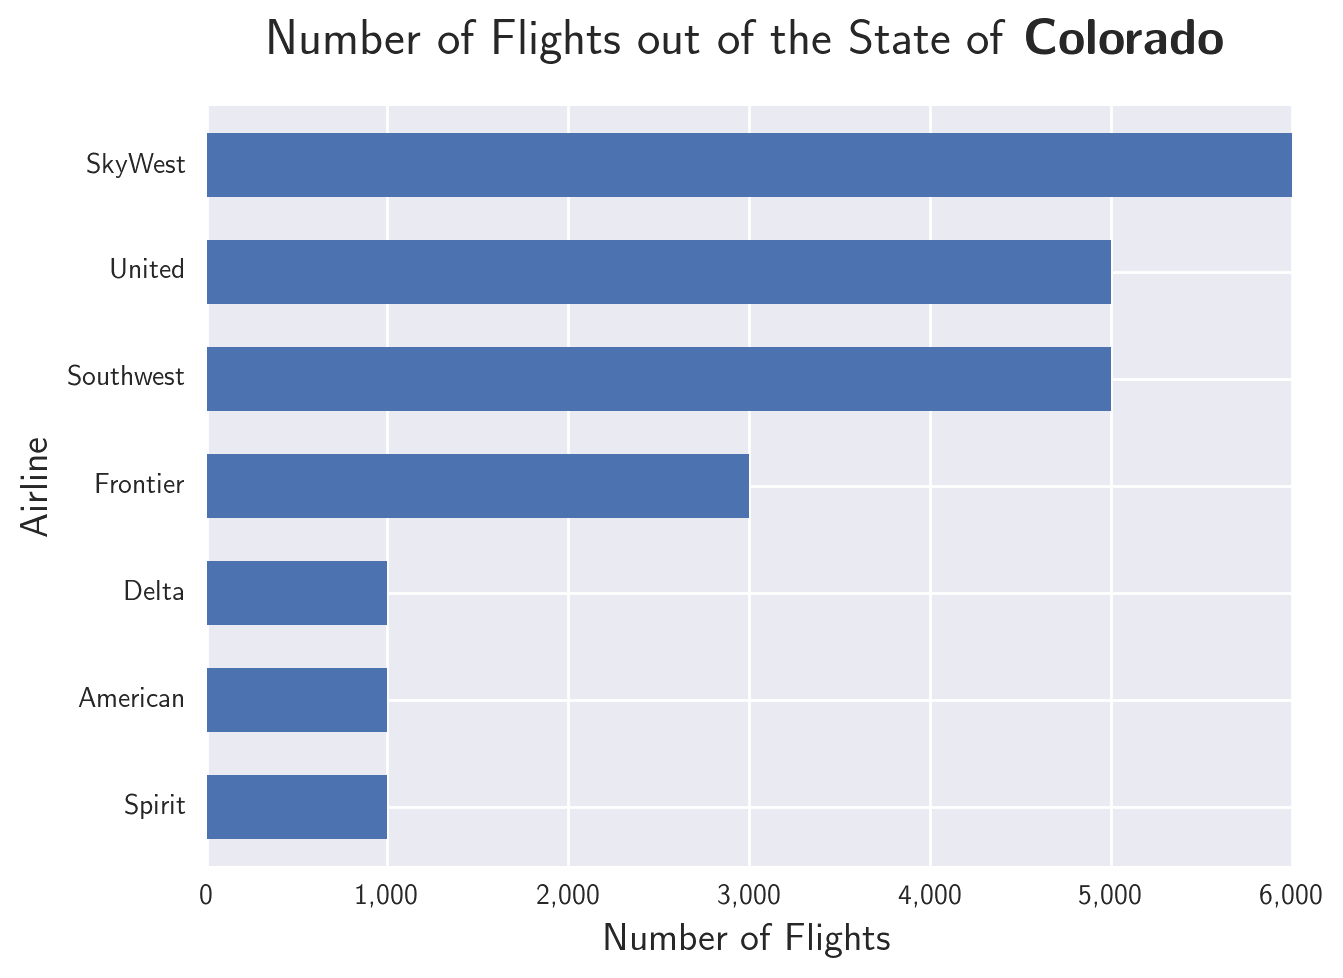 Number of Flights out of the State of Colorado
SkyWest
United
Southwest
Frontier
Delta
American
Spirit
Airline
0 1,000 2,000 3,000 4,000 5,000 6,000
Number of Flights